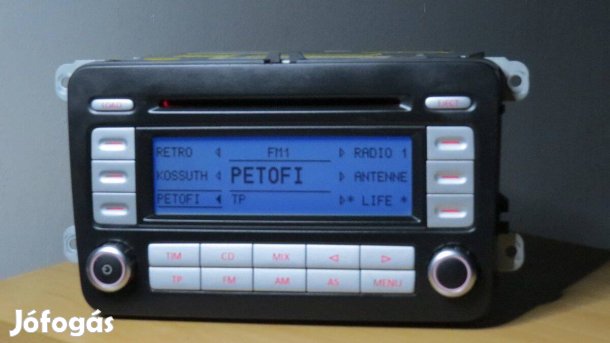 LOAD
EJECT
RETRO FM1 RADIO 1
KOSSUTH PETOFI ANTENNE
PETOFI TP * LIFE *
TIM CD MIX
TP FM AM AS MENU
Jófogás